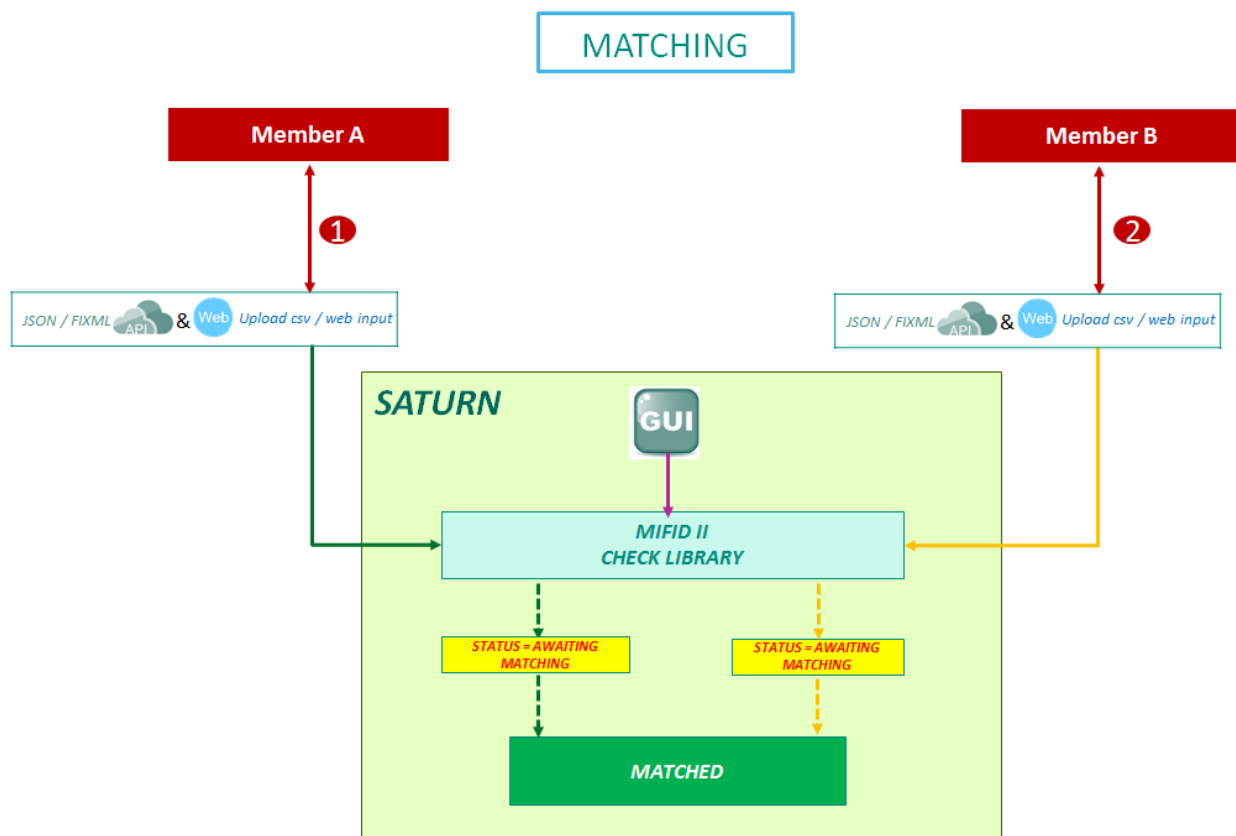 MATCHING
Member A
Member B
1
2
JSON / FIXML API & Web Upload csv / web input
JSON / FIXML API & Web Upload csv / web input
SATURN
GUI
MIFID II
CHECK LIBRARY
STATUS = AWAITING
MATCHING
STATUS = AWAITING
MATCHING
MATCHED